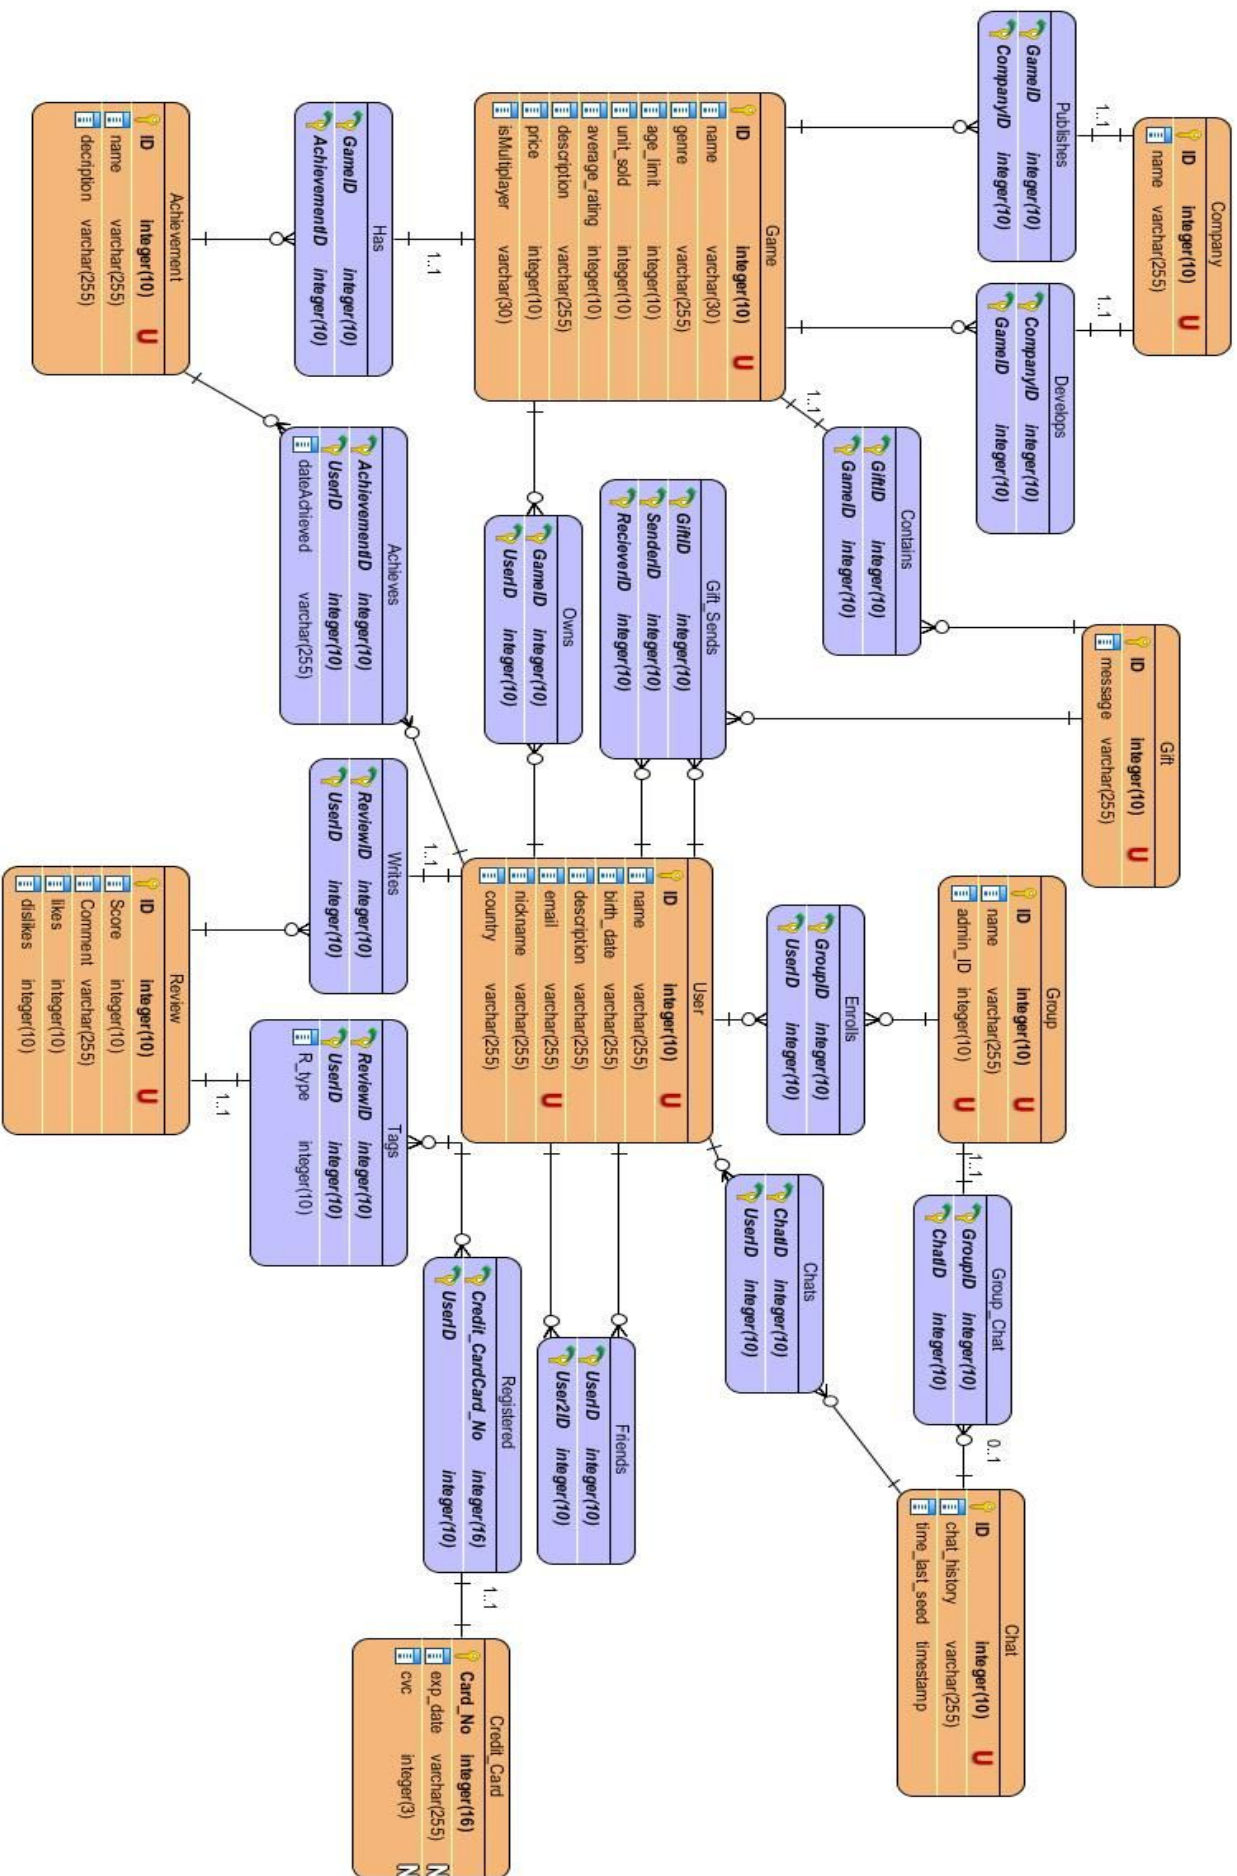 Company
ID integer(10) U
name varchar(255)
1..1
1..1
Publishes
GameID integer(10)
CompanyID integer(10)
Develops
CompanyID integer(10)
GameID integer(10)
Gift
ID integer(10) U
message varchar(255)
Group
ID integer(10) U
name varchar(255)
admin_ID integer(10) U
1..1
Group_Chat
GroupID integer(10)
ChatID integer(10)
0..1
Chat
ID integer(10) U
chat_history varchar(255)
time_last_seed timestamp
Contains
GiftID integer(10)
GameID integer(10)
1..1
Enrolls
GroupID integer(10)
UserID integer(10)
Chats
ChatID integer(10)
UserID integer(10)
Game
ID integer(10) U
name varchar(30)
genre varchar(255)
age_limit integer(10)
unit_sold integer(10)
average_rating integer(10)
description varchar(255)
price integer(10)
isMultiplayer varchar(30)
Gift_Sends
GiftID integer(10)
SenderID integer(10)
RecieverID integer(10)
User
ID integer(10) U
name varchar(255)
birth_date varchar(255)
description varchar(255)
email varchar(255) U
nickname varchar(255)
country varchar(255)
Friends
UserID integer(10)
User2ID integer(10)
Owns
GameID integer(10)
UserID integer(10)
Registered
Credit_CardCard_No integer(16)
UserID integer(10)
1..1
Credit_Card
Card_No integer(16)
exp_date varchar(255) N
cvc integer(3) N
1..1
Has
GameID integer(10)
AchievementID integer(10)
Achieves
AchievementID integer(10)
UserID integer(10)
dateAchieved varchar(255)
1..1
Writes
ReviewID integer(10)
UserID integer(10)
Tags
ReviewID integer(10)
UserID integer(10)
R_type integer(10)
1..1
Achievement
ID integer(10) U
name varchar(255)
decription varchar(255)
Review
ID integer(10) U
Score integer(10)
Comment varchar(255)
likes integer(10)
dislikes integer(10)